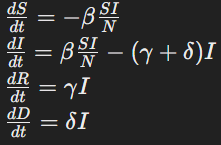 dS/dt = −β SI/N
dI/dt = β SI/N − (γ + δ)I
dR/dt = γI
dD/dt = δI